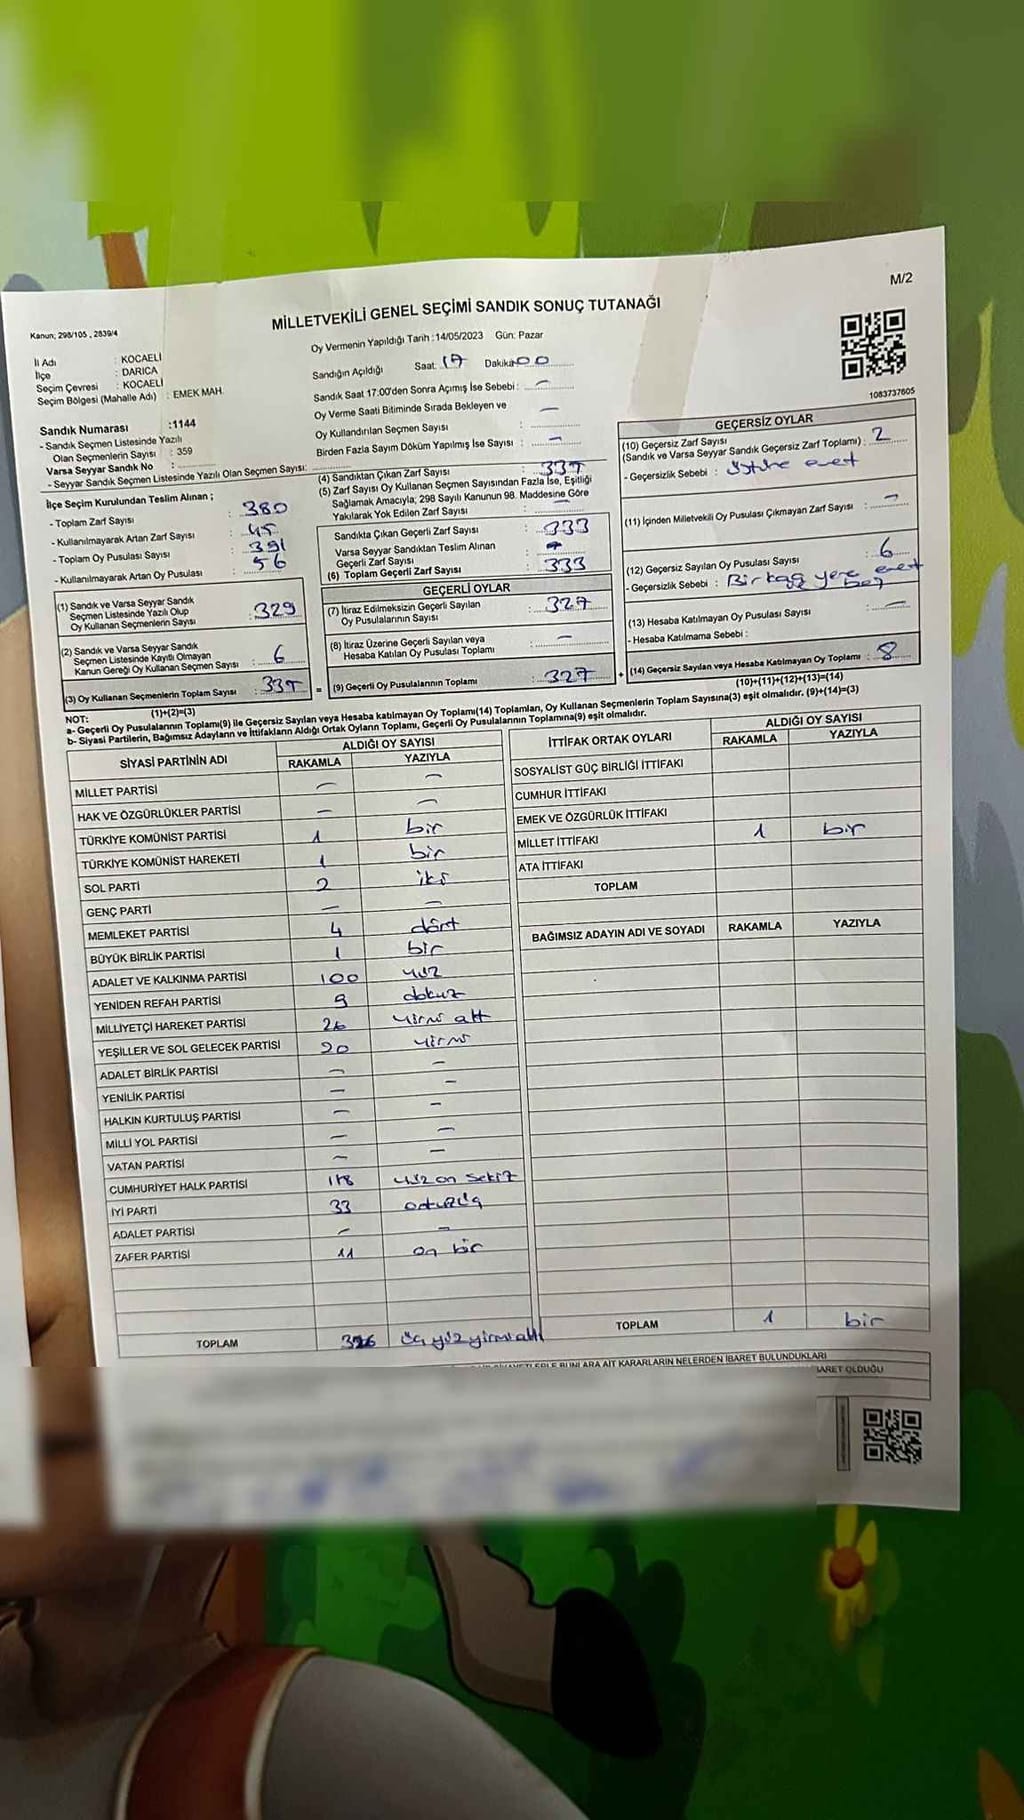 M/2
MİLLETVEKİLİ GENEL SEÇİMİ SANDIK SONUÇ TUTANAĞI
Kanun; 298/105 , 2839/4
Oy Vermenin Yapıldığı Tarih :14/05/2023 Gün: Pazar
İl Adı : KOCAELİ
İlçe : DARICA
Seçim Çevresi : KOCAELİ
Seçim Bölgesi (Mahalle Adı) : EMEK MAH.
Sandık Numarası :1144
- Sandık Seçmen Listesinde Yazılı
Olan Seçmenlerin Sayısı : 359
Varsa Seyyar Sandık No :
- Seyyar Sandık Seçmen Listesinde Yazılı Olan Seçmen Sayısı:
Sandığın Açıldığı Saat: 17 Dakika: 00
Sandık Saat 17.00'den Sonra Açımış İse Sebebi : -
Oy Verme Saati Bitiminde Sırada Bekleyen ve
Oy Kullandırılan Seçmen Sayısı : -
Birden Fazla Sayım Döküm Yapılmış İse Sayısı : -
1083737605
İlçe Seçim Kurulundan Teslim Alınan ;
- Toplam Zarf Sayısı : 380
- Kullanılmayarak Artan Zarf Sayısı : 45
- Toplam Oy Pusulası Sayısı : 391
- Kullanılmayarak Artan Oy Pusulası : 56
(1) Sandık ve Varsa Seyyar Sandık
Seçmen Listesinde Yazılı Olup
Oy Kullanan Seçmenlerin Sayısı : 329
(2) Sandık ve Varsa Seyyar Sandık
Seçmen Listesinde Kayıtlı Olmayan
Kanun Gereği Oy Kullanan Seçmen Sayısı : 6
(3) Oy Kullanan Seçmenlerin Toplam Sayısı : 335
(1)+(2)=(3)
(4) Sandıktan Çıkan Zarf Sayısı : 335
(5) Zarf Sayısı Oy Kullanan Seçmen Sayısından Fazla İse, Eşitliği
Sağlamak Amacıyla; 298 Sayılı Kanunun 98. Maddesine Göre
Yakılarak Yok Edilen Zarf Sayısı : -
Sandıkta Çıkan Geçerli Zarf Sayısı : 333
Varsa Seyyar Sandıktan Teslim Alınan
Geçerli Zarf Sayısı : -
(6) Toplam Geçerli Zarf Sayısı : 333
GEÇERLİ OYLAR
(7) İtiraz Edilmeksizin Geçerli Sayılan
Oy Pusulalarının Sayısı : 327
(8) İtiraz Üzerine Geçerli Sayılan veya
Hesaba Katılan Oy Pusulası Toplamı : -
= (9) Geçerli Oy Pusulalarının Toplamı : 327 +
GEÇERSİZ OYLAR
(10) Geçersiz Zarf Sayısı
(Sandık ve Varsa Seyyar Sandık Geçersiz Zarf Toplamı) : 2
- Geçersizlik Sebebi : evet
(11) İçinden Milletvekili Oy Pusulası Çıkmayan Zarf Sayısı : -
(12) Geçersiz Sayılan Oy Pusulası Sayısı : 6
- Geçersizlik Sebebi : Birkaç yere evet
(13) Hesaba Katılmayan Oy Pusulası Sayısı : -
- Hesaba Katılmama Sebebi :
(14) Geçersiz Sayılan veya Hesaba Katılmayan Oy Toplamı : 8
(10)+(11)+(12)+(13)=(14)
NOT:
a- Geçerli Oy Pusulalarının Toplamı(9) ile Geçersiz Sayılan veya Hesaba katılmayan Oy Toplamı(14) Toplamları, Oy Kullanan Seçmenlerin Toplam Sayısına(3) eşit olmalıdır. (9)+(14)=(3)
b- Siyasi Partilerin, Bağımsız Adayların ve İttifakların Aldığı Ortak Oyların Toplamı, Geçerli Oy Pusulalarının Toplamına(9) eşit olmalıdır.
SİYASİ PARTİNİN ADI ALDIĞI OY SAYISI
RAKAMLA YAZIYLA
MİLLET PARTİSİ - -
HAK VE ÖZGÜRLÜKLER PARTİSİ - -
TÜRKİYE KOMÜNİST PARTİSİ 1 bir
TÜRKİYE KOMÜNİST HAREKETİ 1 bir
SOL PARTİ 2 iki
GENÇ PARTİ - -
MEMLEKET PARTİSİ 4 dört
BÜYÜK BİRLİK PARTİSİ 1 bir
ADALET VE KALKINMA PARTİSİ 100 yüz
YENİDEN REFAH PARTİSİ 9 dokuz
MİLLİYETÇİ HAREKET PARTİSİ 26 yirmi altı
YEŞİLLER VE SOL GELECEK PARTİSİ 20 yirmi
ADALET BİRLİK PARTİSİ - -
YENİLİK PARTİSİ - -
HALKIN KURTULUŞ PARTİSİ - -
MİLLİ YOL PARTİSİ - -
VATAN PARTİSİ - -
CUMHURİYET HALK PARTİSİ 118 yüz on sekiz
İYİ PARTİ 33 otuzüç
ADALET PARTİSİ - -
ZAFER PARTİSİ 11 on bir
TOPLAM 326 üç yüz yirmi altı
İTTİFAK ORTAK OYLARI ALDIĞI OY SAYISI
RAKAMLA YAZIYLA
SOSYALİST GÜÇ BİRLİĞİ İTTİFAKI
CUMHUR İTTİFAKI
EMEK VE ÖZGÜRLÜK İTTİFAKI
MİLLET İTTİFAKI 1 bir
ATA İTTİFAKI
TOPLAM
BAĞIMSIZ ADAYIN ADI VE SOYADI RAKAMLA YAZIYLA
TOPLAM 1 bir
BUNLARA AİT KARARLARIN NELERDEN İBARET BULUNDUKLARI
İBARET OLDUĞU